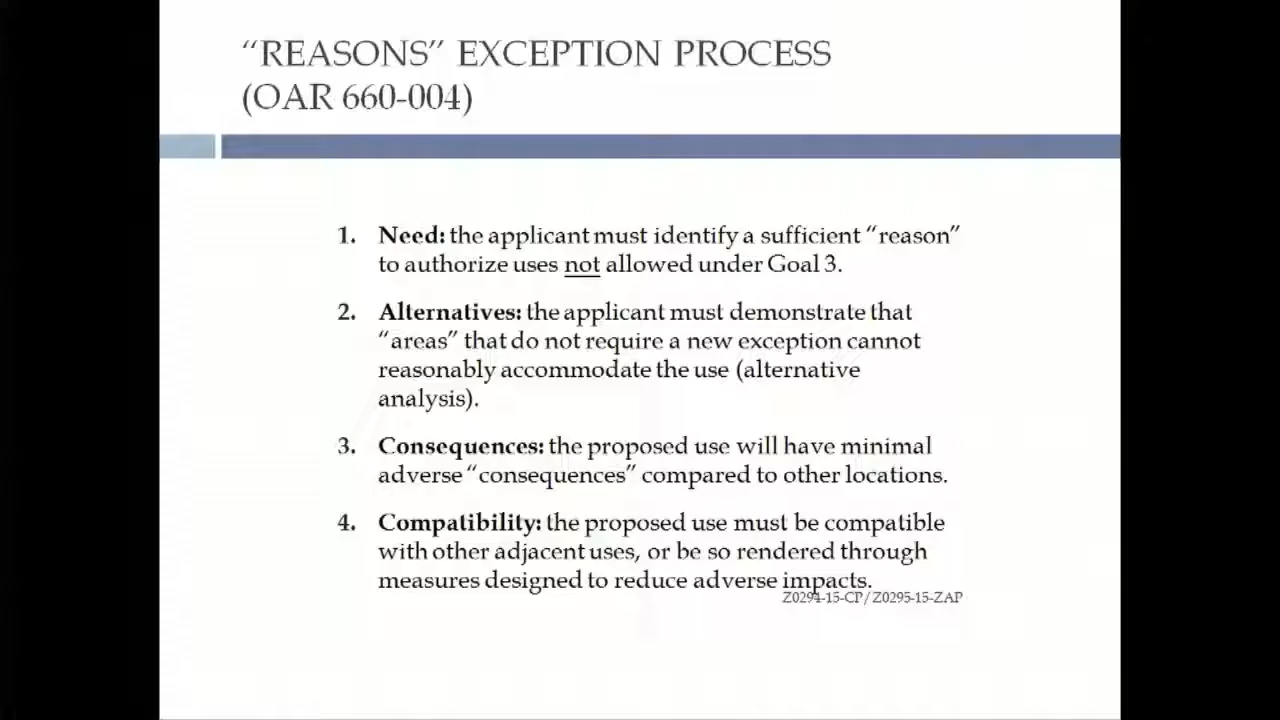 “REASONS” EXCEPTION PROCESS
(OAR 660-004)
1. Need: the applicant must identify a sufficient “reason”
to authorize uses not allowed under Goal 3.
2. Alternatives: the applicant must demonstrate that
“areas” that do not require a new exception cannot
reasonably accommodate the use (alternative
analysis).
3. Consequences: the proposed use will have minimal
adverse “consequences” compared to other locations.
4. Compatibility: the proposed use must be compatible
with other adjacent uses, or be so rendered through
measures designed to reduce adverse impacts.
Z0294-15-CP/Z0295-15-ZAP